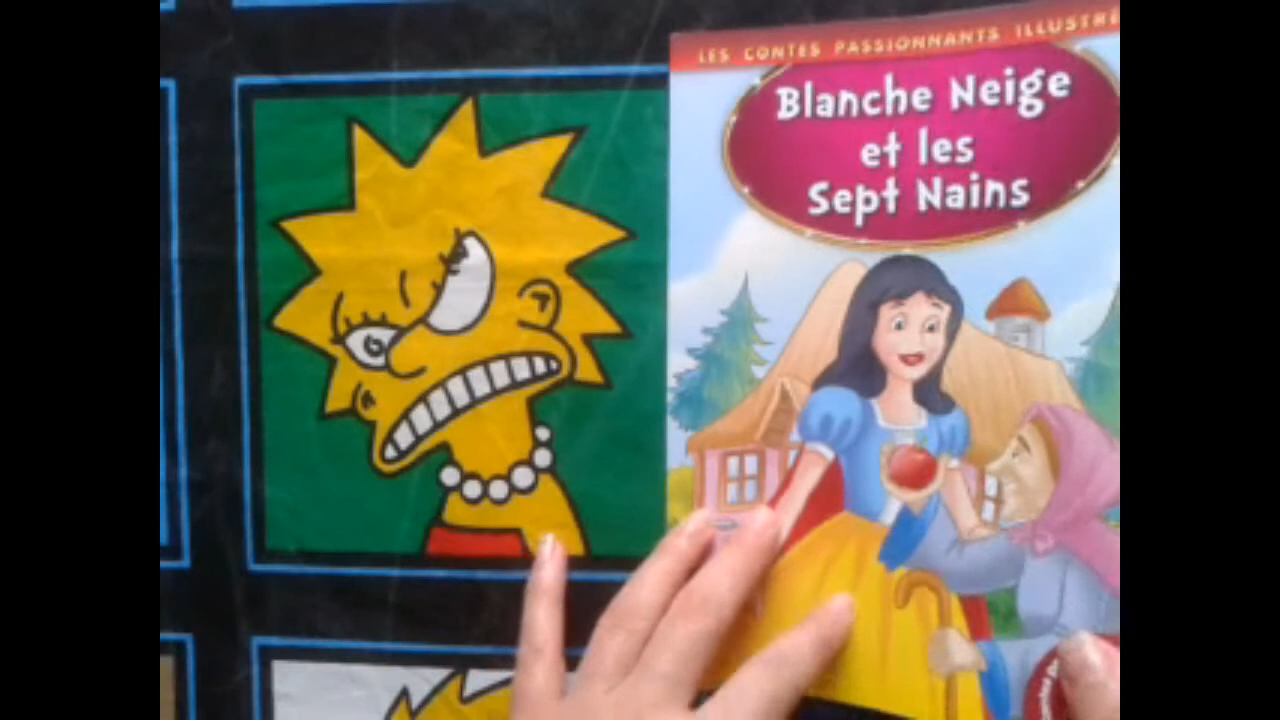 LES CONTES PASSIONNANTS ILLUSTRÉ
Blanche Neige
et les
Sept Nains